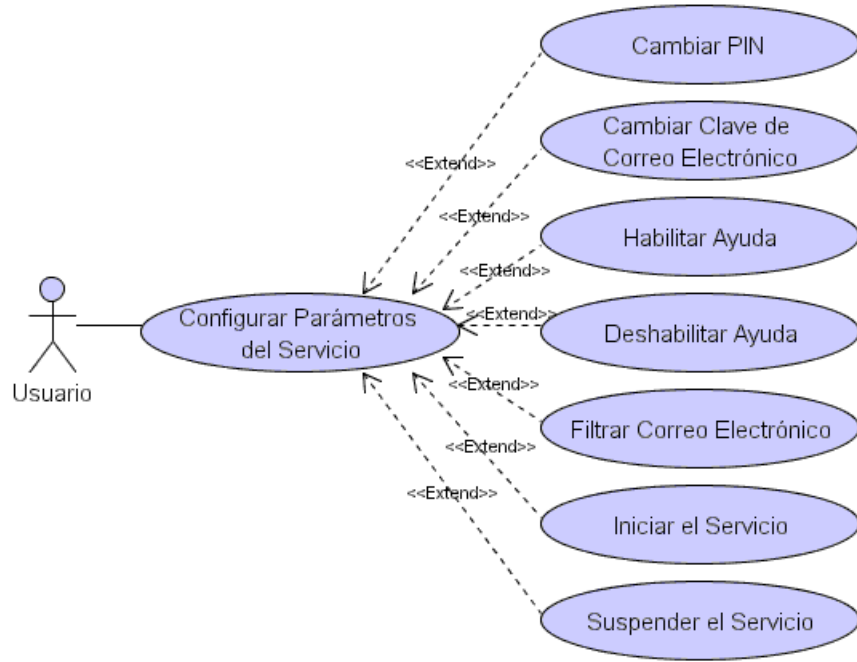 Cambiar PIN
Cambiar Clave de
Correo Electrónico
<<Extend>>
<<Extend>>
Habilitar Ayuda
<<Extend>>
Configurar Parámetros
del Servicio
<<Extend>>
Deshabilitar Ayuda
Usuario
<<Extend>>
Filtrar Correo Electrónico
<<Extend>>
<<Extend>>
Iniciar el Servicio
Suspender el Servicio